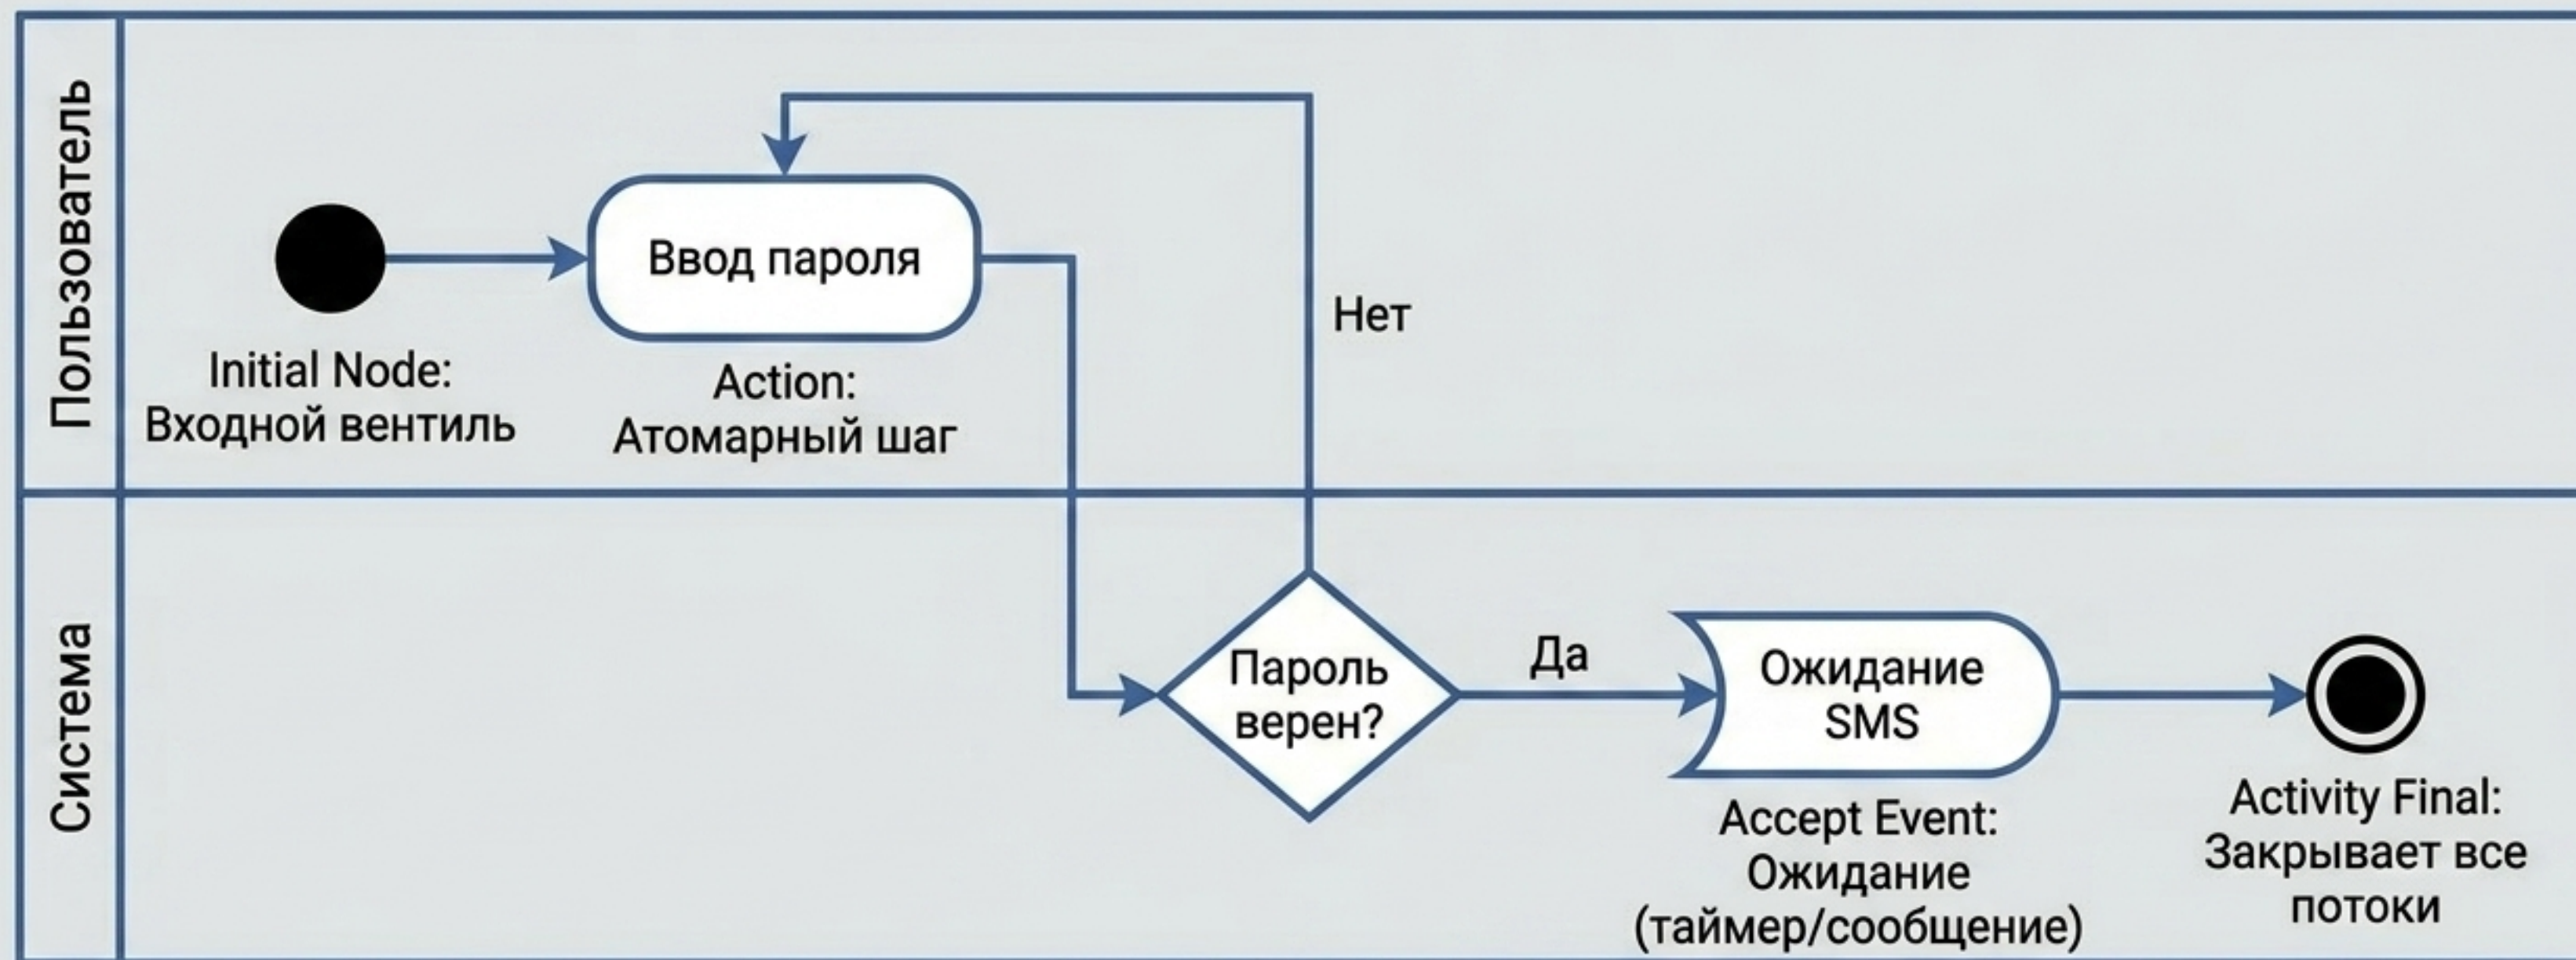 Пользователь
Ввод пароля
Нет
Initial Node:
Входной вентиль
Action:
Атомарный шаг
Система
Пароль
верен?
Да
Ожидание
SMS
Accept Event:
Ожидание
(таймер/сообщение)
Activity Final:
Закрывает все
потоки